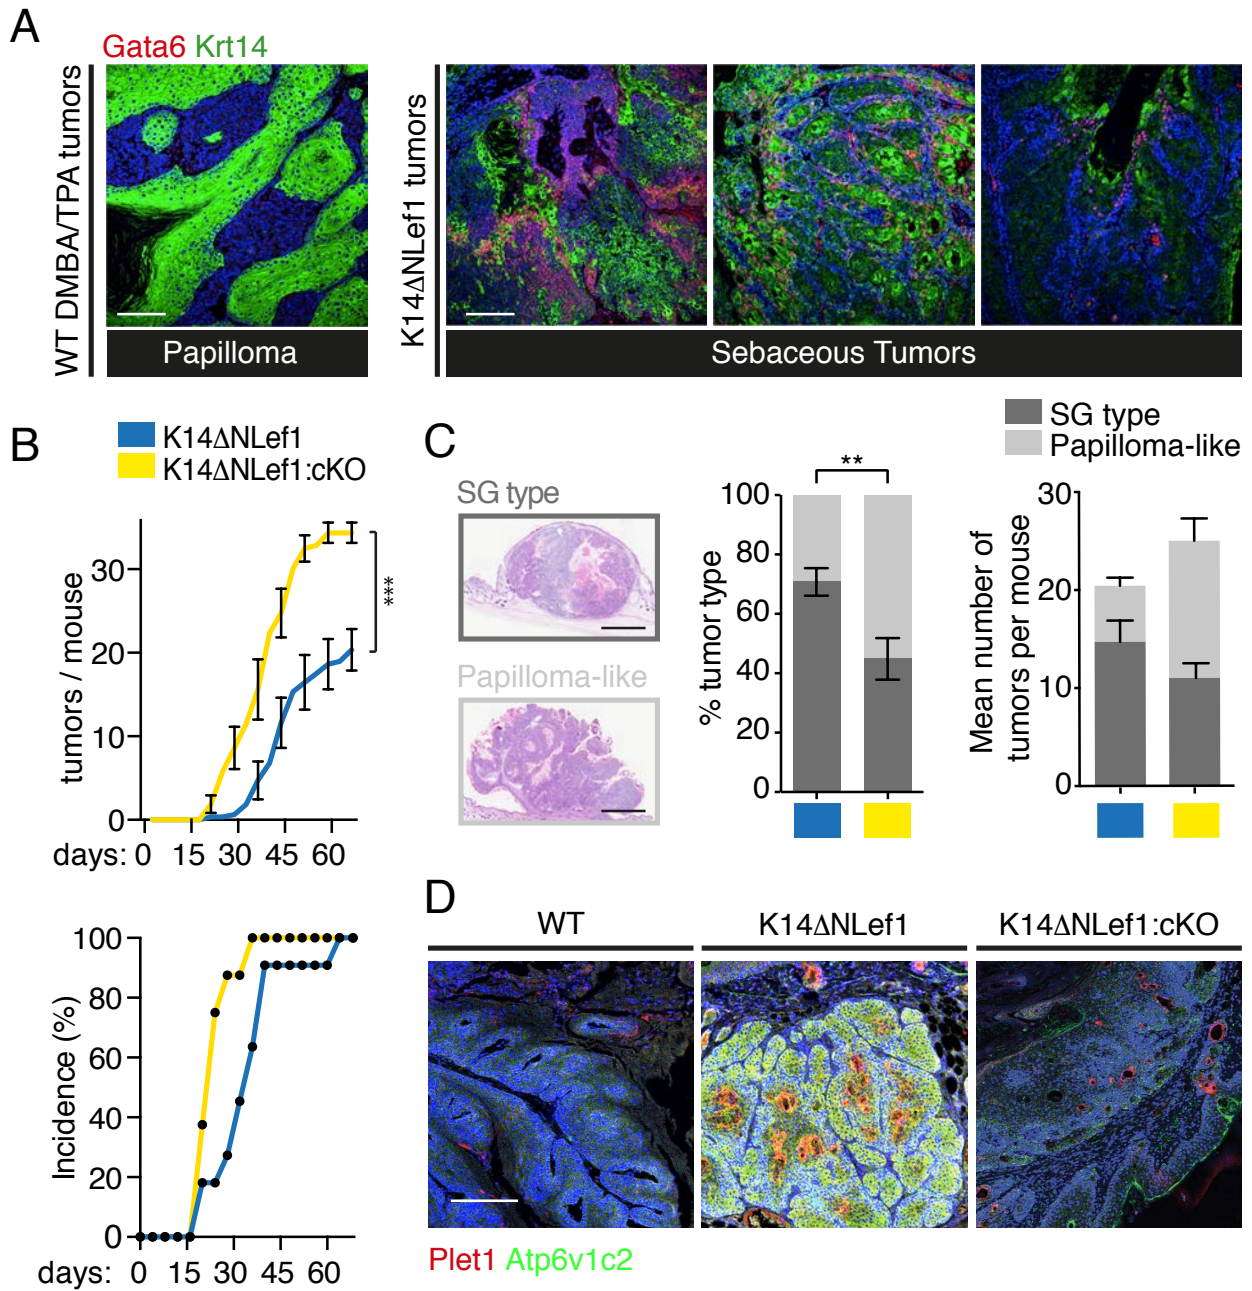 A
Gata6 Krt14
WT DMBA/TPA tumors
Papilloma
K14ΔNLef1 tumors
Sebaceous Tumors
B
K14ΔNLef1
K14ΔNLef1:cKO
tumors / mouse
30
20
10
0
***
days: 0 15 30 45 60
Incidence (%)
100
80
60
40
20
0
days: 0 15 30 45 60
C
SG type
Papilloma-like
% tumor type
100
80
60
40
20
0
**
SG type
Papilloma-like
Mean number of
tumors per mouse
30
20
10
0
D
WT
K14ΔNLef1
K14ΔNLef1:cKO
Plet1 Atp6v1c2